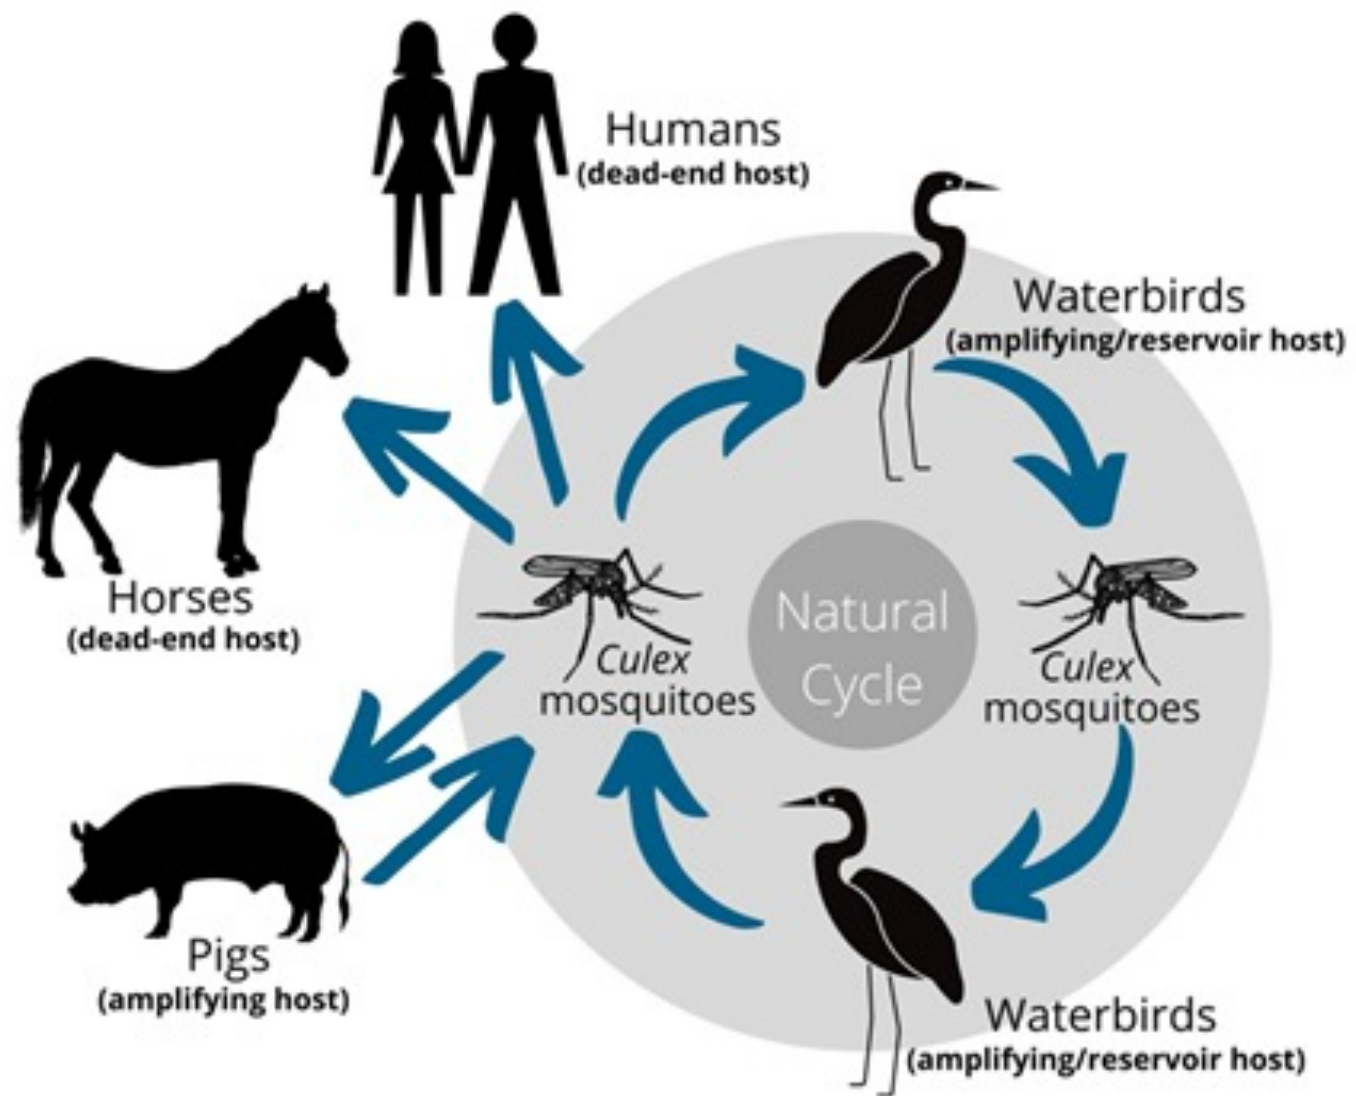 Humans
(dead-end host)
Waterbirds
(amplifying/reservoir host)
Horses
(dead-end host)
Natural
Cycle
Culex
mosquitoes
Culex
mosquitoes
Pigs
(amplifying host)
Waterbirds
(amplifying/reservoir host)